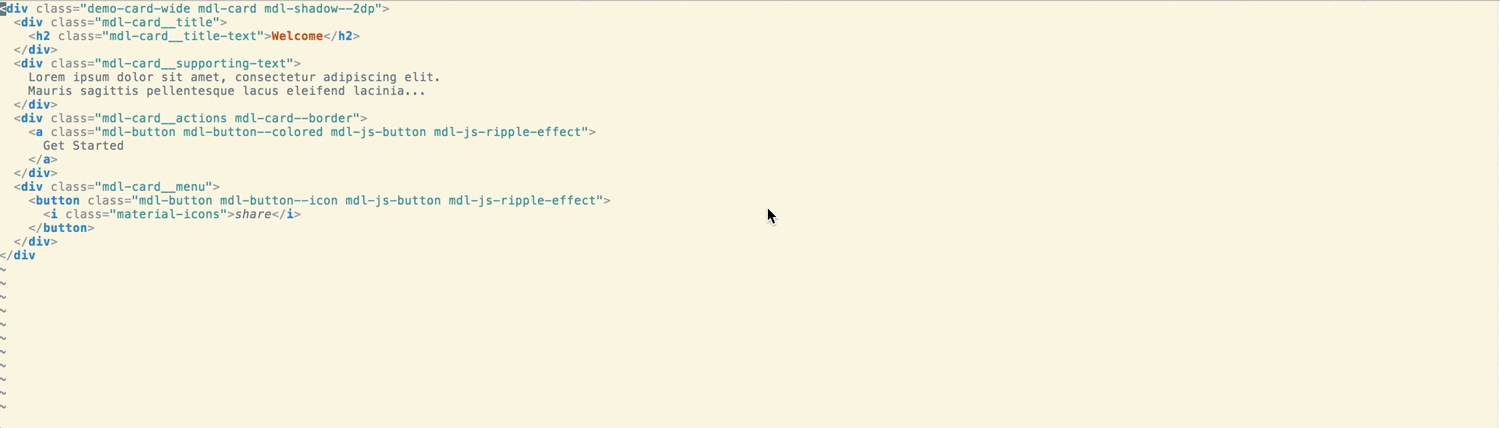 <div class="demo-card-wide mdl-card mdl-shadow--2dp">
  <div class="mdl-card__title">
    <h2 class="mdl-card__title-text">Welcome</h2>
  </div>
  <div class="mdl-card__supporting-text">
    Lorem ipsum dolor sit amet, consectetur adipiscing elit.
    Mauris sagittis pellentesque lacus eleifend lacinia...
  </div>
  <div class="mdl-card__actions mdl-card--border">
    <a class="mdl-button mdl-button--colored mdl-js-button mdl-js-ripple-effect">
      Get Started
    </a>
  </div>
  <div class="mdl-card__menu">
    <button class="mdl-button mdl-button--icon mdl-js-button mdl-js-ripple-effect">
      <i class="material-icons">share</i>
    </button>
  </div>
</div
~
~
~
~
~
~
~
~
~
~
~